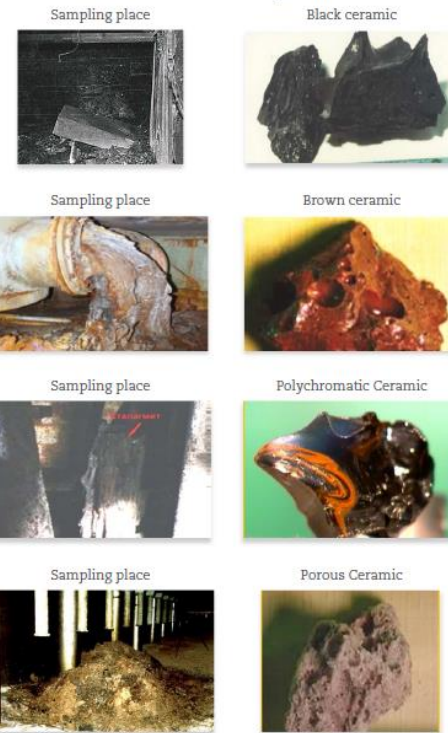 Sampling place
Black ceramic
Sampling place
Brown ceramic
Sampling place
Polychromatic Ceramic
Sampling place
Porous Ceramic